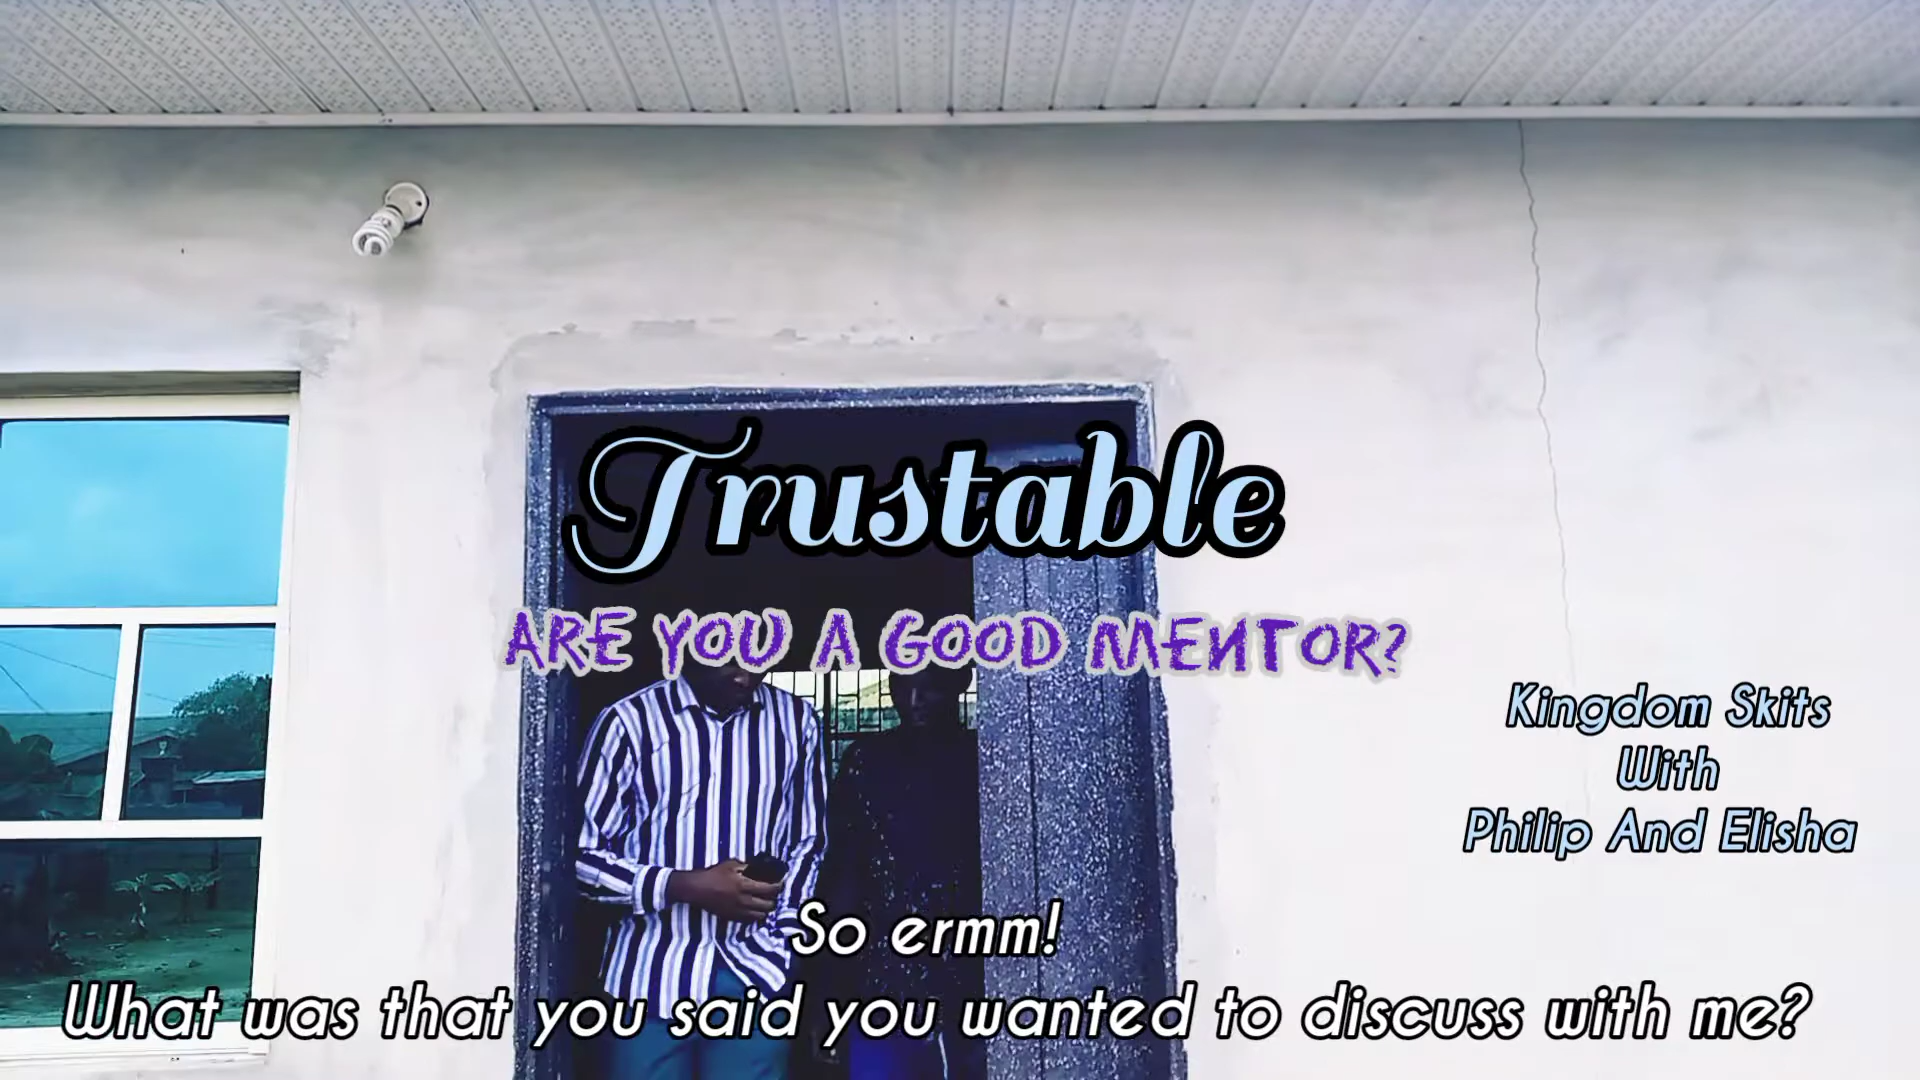 Trustable
ARE YOU A GOOD MENTOR?
Kingdom Skits
With
Philip And Elisha
So ermm!
What was that you said you wanted to discuss with me?